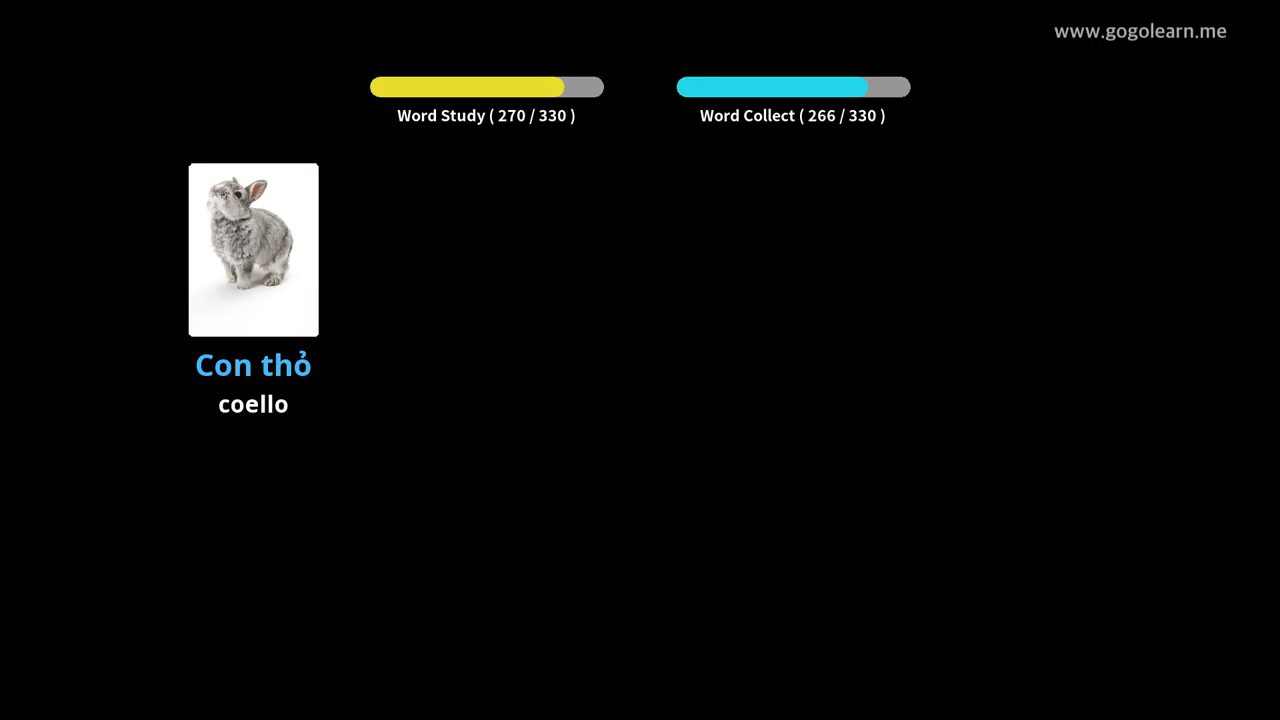 www.gogolearn.me
Word Study ( 270 / 330 )
Word Collect ( 266 / 330 )
Con thỏ
coello